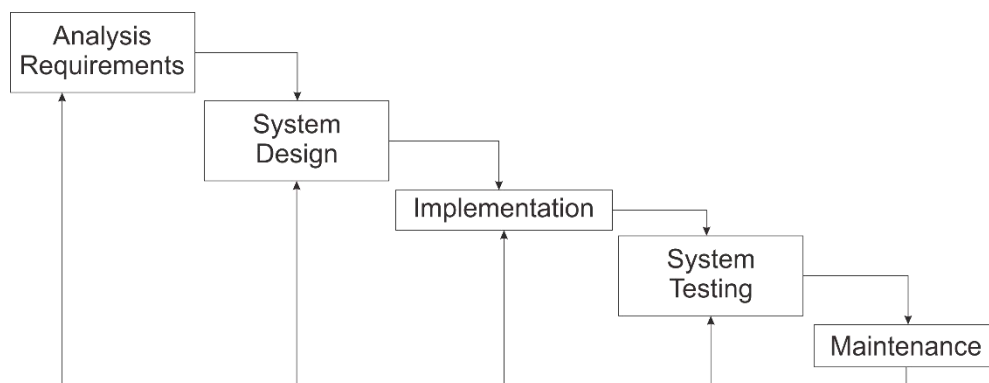 Analysis
Requirements
System
Design
Implementation
System
Testing
Maintenance